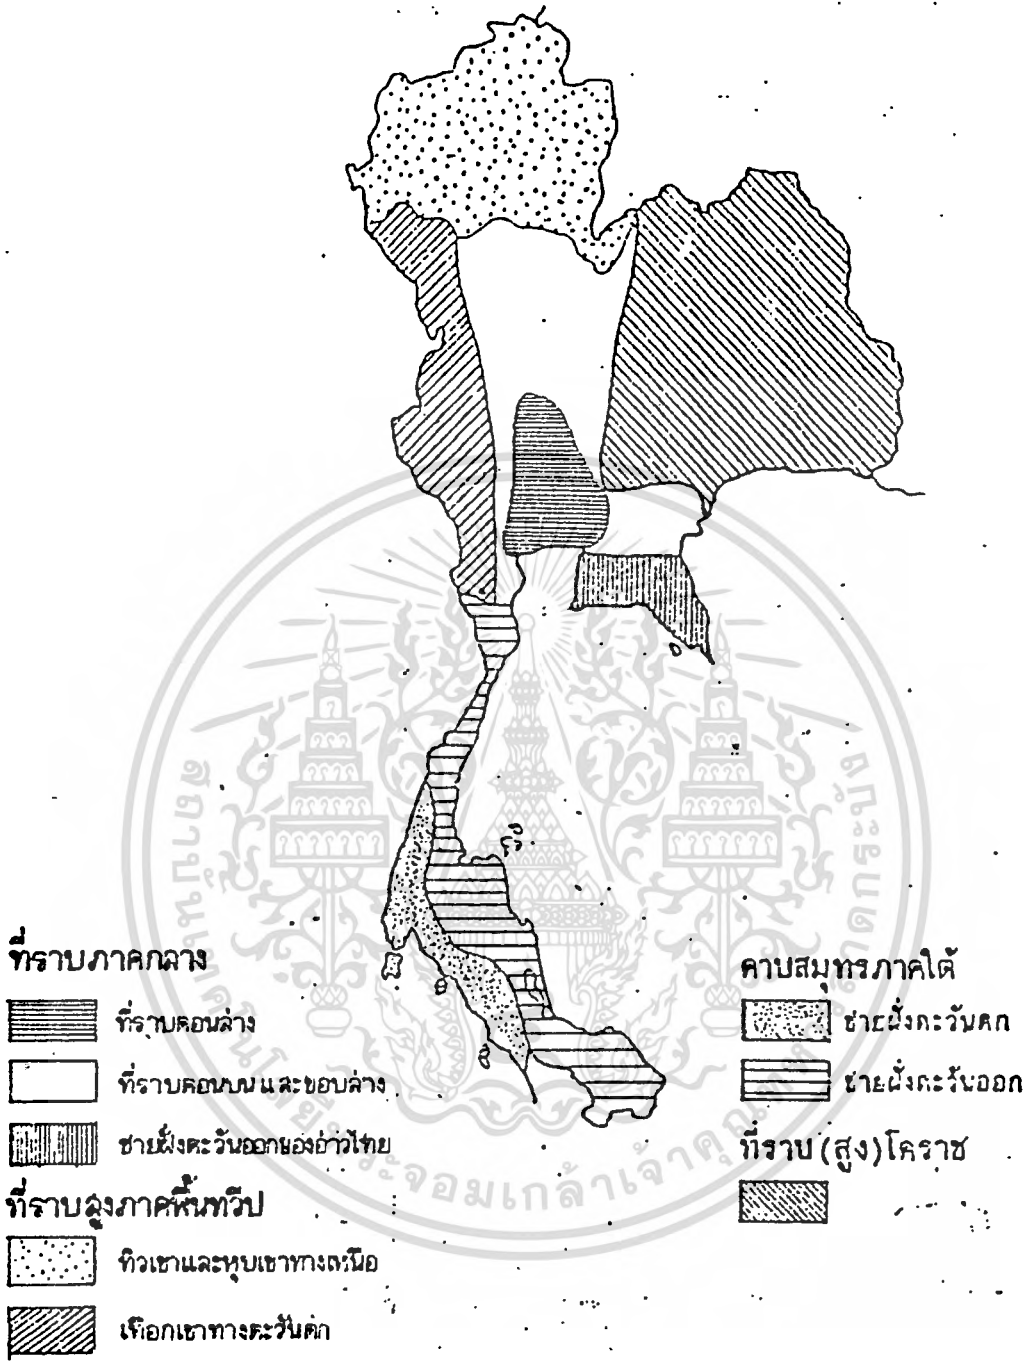 ที่ราบภาคกลาง
ที่ราบตอนล่าง
ที่ราบตอนบนและขอบล่าง
ชายฝั่งตะวันออกของอ่าวไทย
ที่ราบสูงภาคพื้นทวีป
ทิวเขาและหุบเขาทางเหนือ
เทือกเขาทางตะวันตก
คาบสมุทรภาคใต้
ชายฝั่งตะวันตก
ชายฝั่งตะวันออก
ที่ราบ(สูง)โคราช